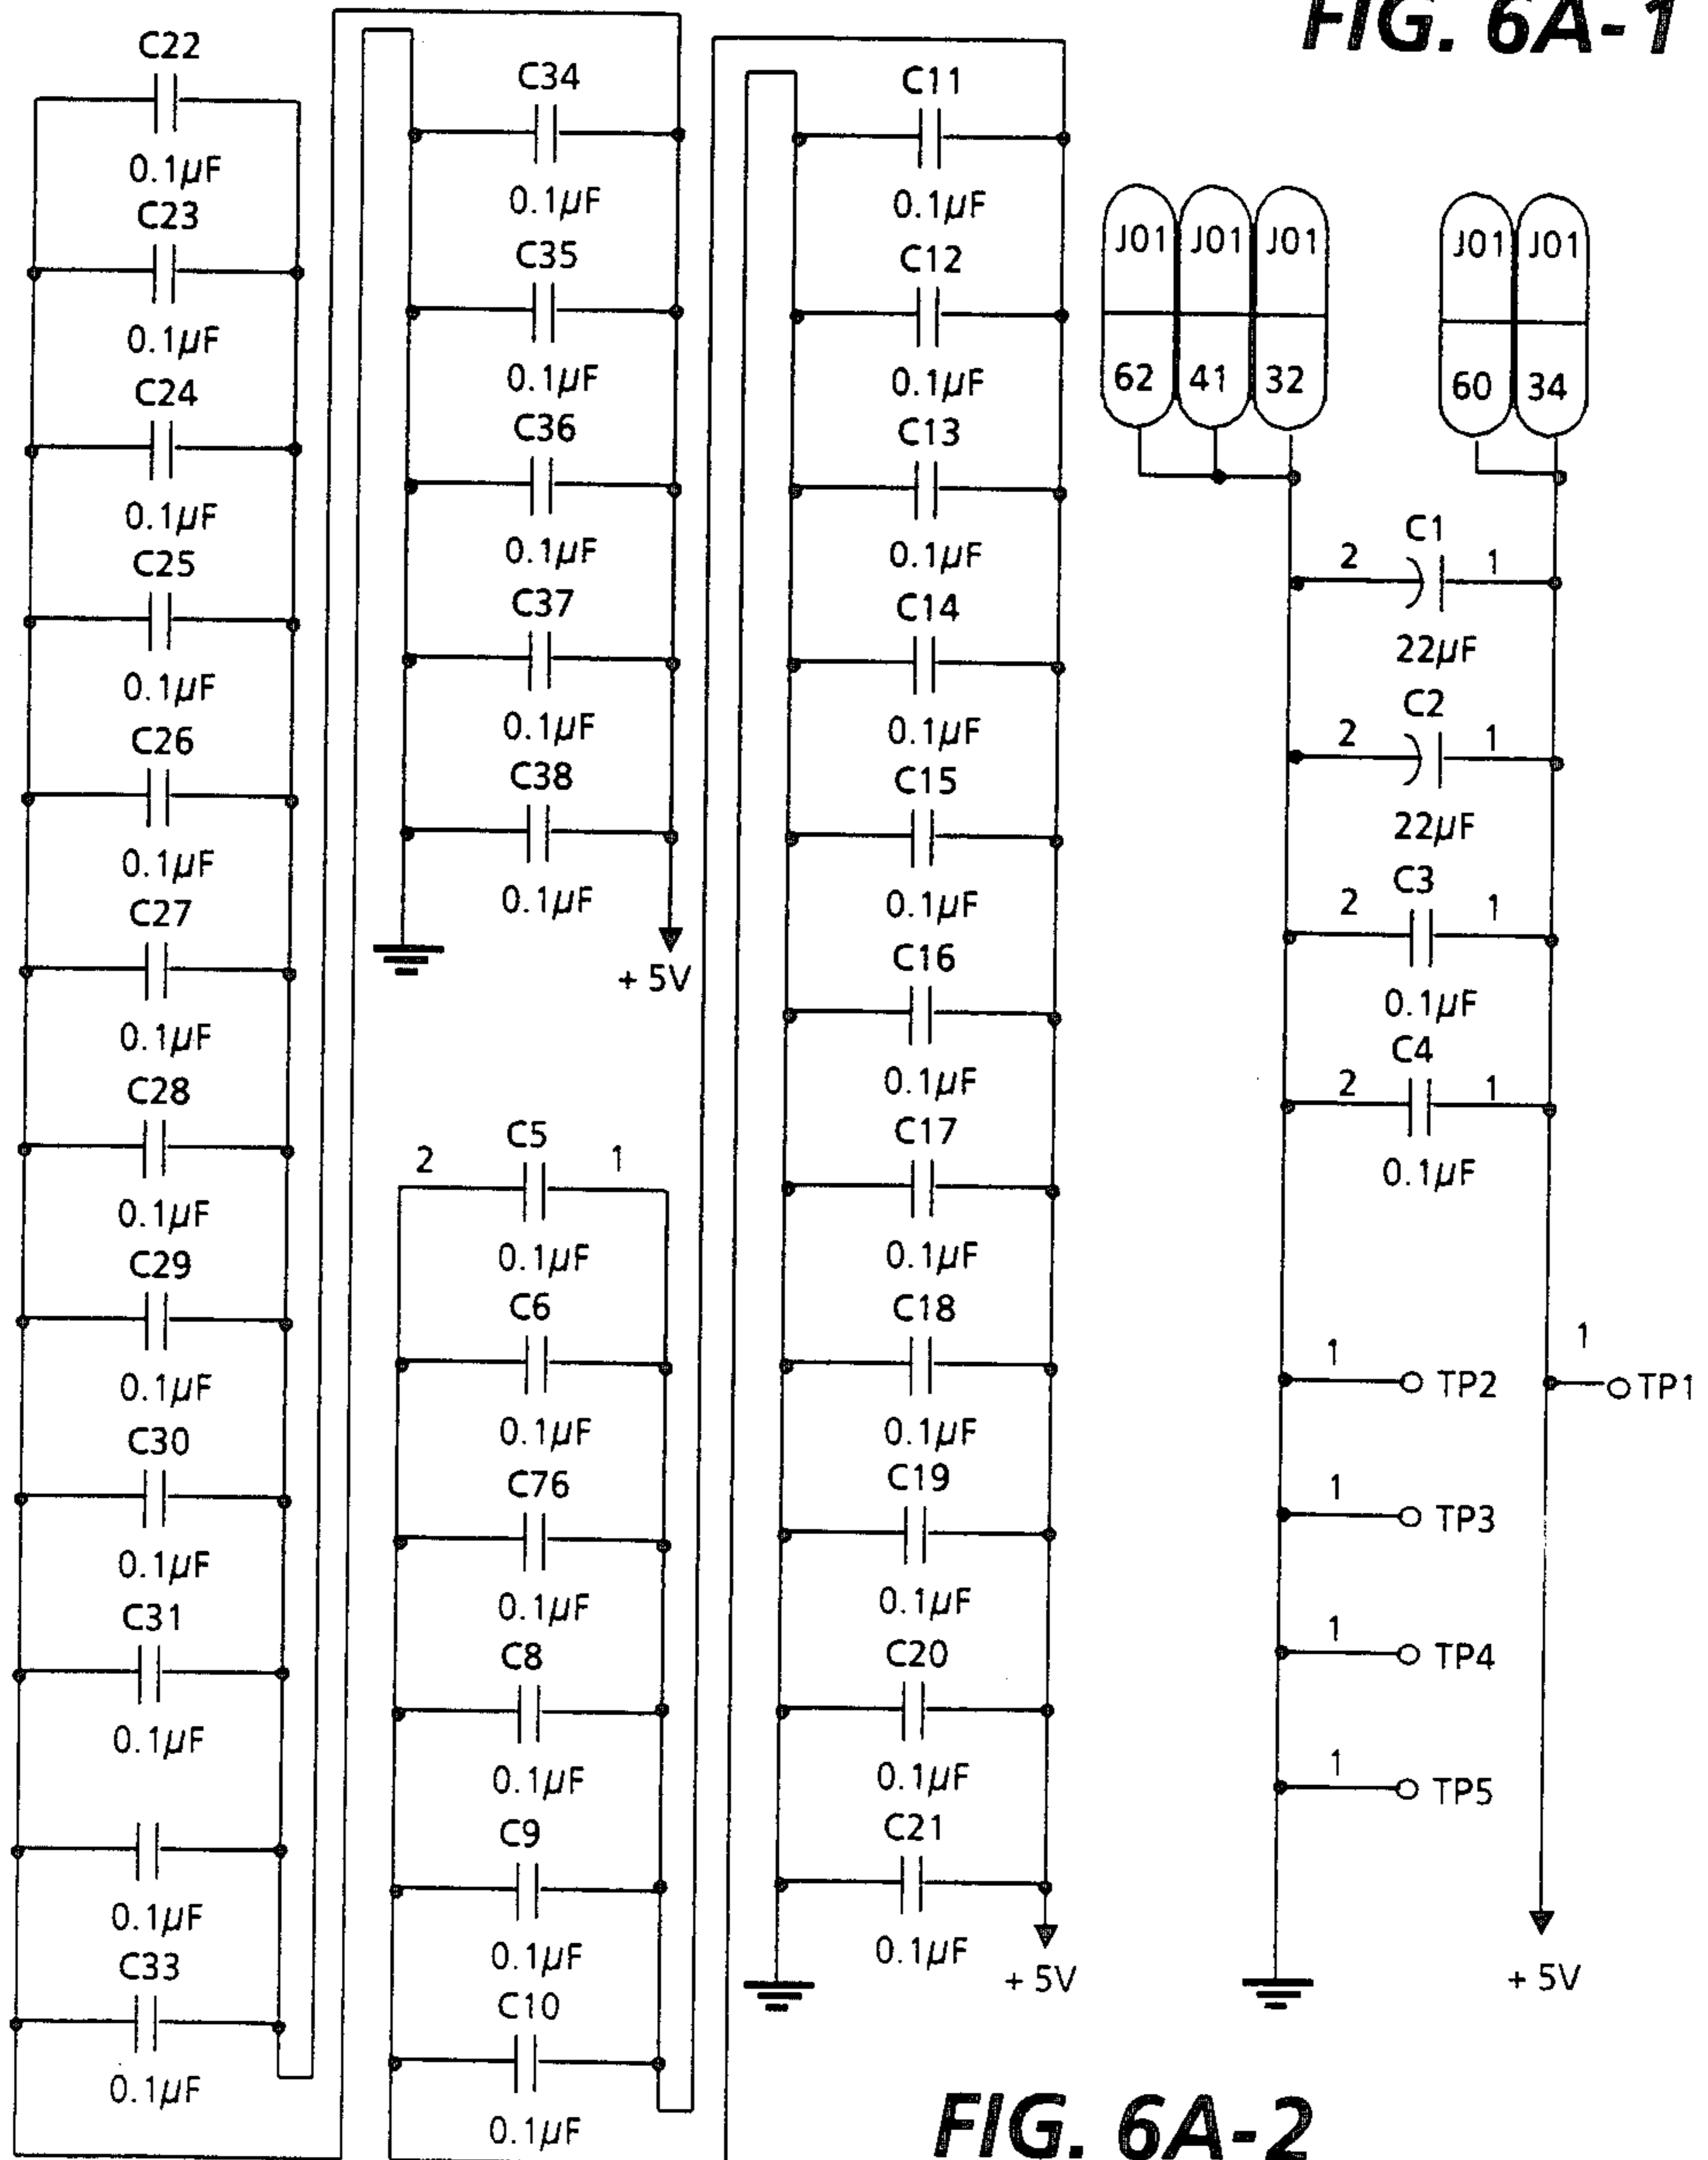 FIG. 6A-1
C22
0.1µF
C23
0.1µF
C24
0.1µF
C25
0.1µF
C26
0.1µF
C27
0.1µF
C28
0.1µF
C29
0.1µF
C30
0.1µF
C31
0.1µF
0.1µF
C33
0.1µF
C34
0.1µF
C35
0.1µF
C36
0.1µF
C37
0.1µF
C38
0.1µF
+ 5V
2 C5 1
0.1µF
C6
0.1µF
C76
0.1µF
C8
0.1µF
C9
0.1µF
C10
0.1µF
C11
0.1µF
C12
0.1µF
C13
0.1µF
C14
0.1µF
C15
0.1µF
C16
0.1µF
C17
0.1µF
C18
0.1µF
C19
0.1µF
C20
0.1µF
C21
0.1µF
+ 5V
J01 J01 J01
62 41 32
J01 J01
60 34
2 C1 1
22µF
2 C2 1
22µF
2 C3 1
0.1µF
2 C4 1
0.1µF
1 TP2
1 TP1
1 TP3
1 TP4
1 TP5
+ 5V
FIG. 6A-2